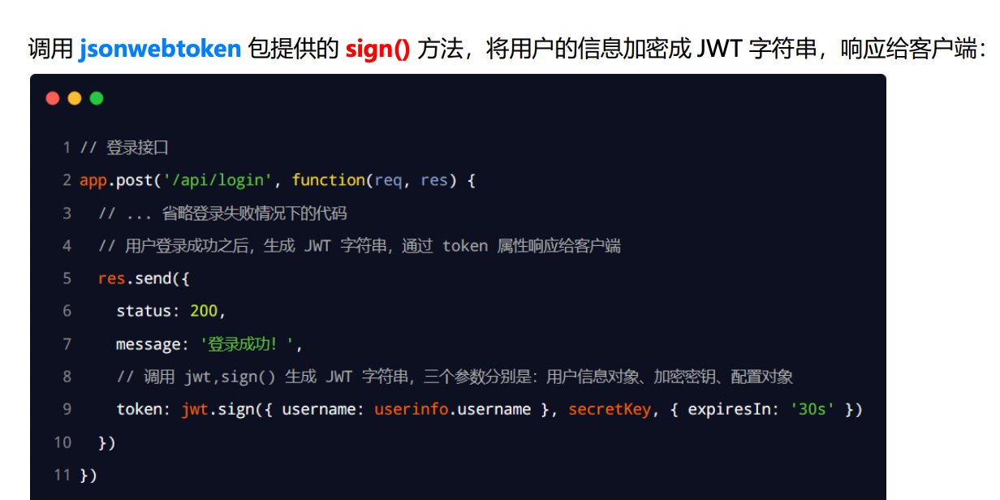 调用 jsonwebtoken 包提供的 sign() 方法，将用户的信息加密成 JWT 字符串，响应给客户端：
1 // 登录接口
2 app.post('/api/login', function(req, res) {
3 // ... 省略登录失败情况下的代码
4 // 用户登录成功之后，生成 JWT 字符串，通过 token 属性响应给客户端
5 res.send({
6 status: 200,
7 message: '登录成功！',
8 // 调用 jwt,sign() 生成 JWT 字符串，三个参数分别是：用户信息对象、加密密钥、配置对象
9 token: jwt.sign({ username: userinfo.username }, secretKey, { expiresIn: '30s' })
10 })
11 })